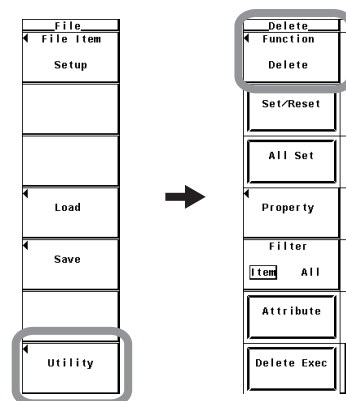 File
File Item
Setup
Load
Save
Utility
Delete
Function
Delete
Set/Reset
All Set
Property
Filter
Item All
Attribute
Delete Exec